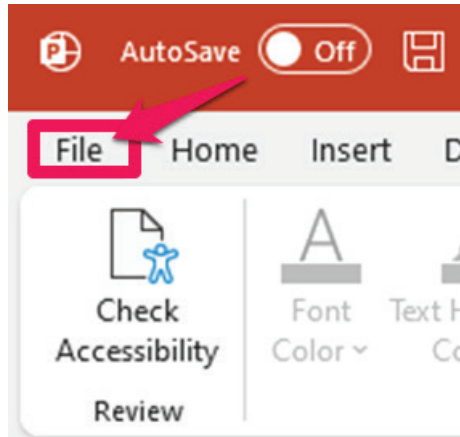 AutoSave Off
File Home Insert D
Check Font Text H
Accessibility Color Co
Review